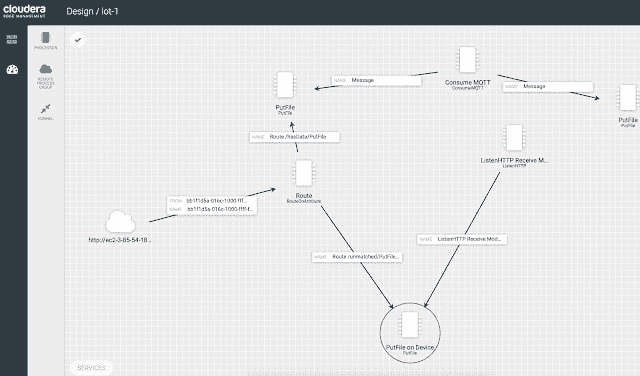 cloudera
EDGE MANAGEMENT
Design / Iot-1
PROCESSOR
REMOTE
PROCESS
GROUP
FUNNEL
NAME Message
Consume MQTT
ConsumeMQTT
NAME Message
PutFile
PutFile
PutFile
PutFile
NAME Route /hasData/PutFile
ListenHTTP Receive M...
ListenHTTP
Route
RouteOnAttribute
FROM bb1f1d5a-016c-1000-fff...
NAME bb1f1d5a-016c-1000-ffff-f...
http://ec2-3-85-54-18...
NAME ListenHTTP Receive Mod...
NAME Route runmatched/PutFile...
PutFile on Device
PutFile
SERVICES